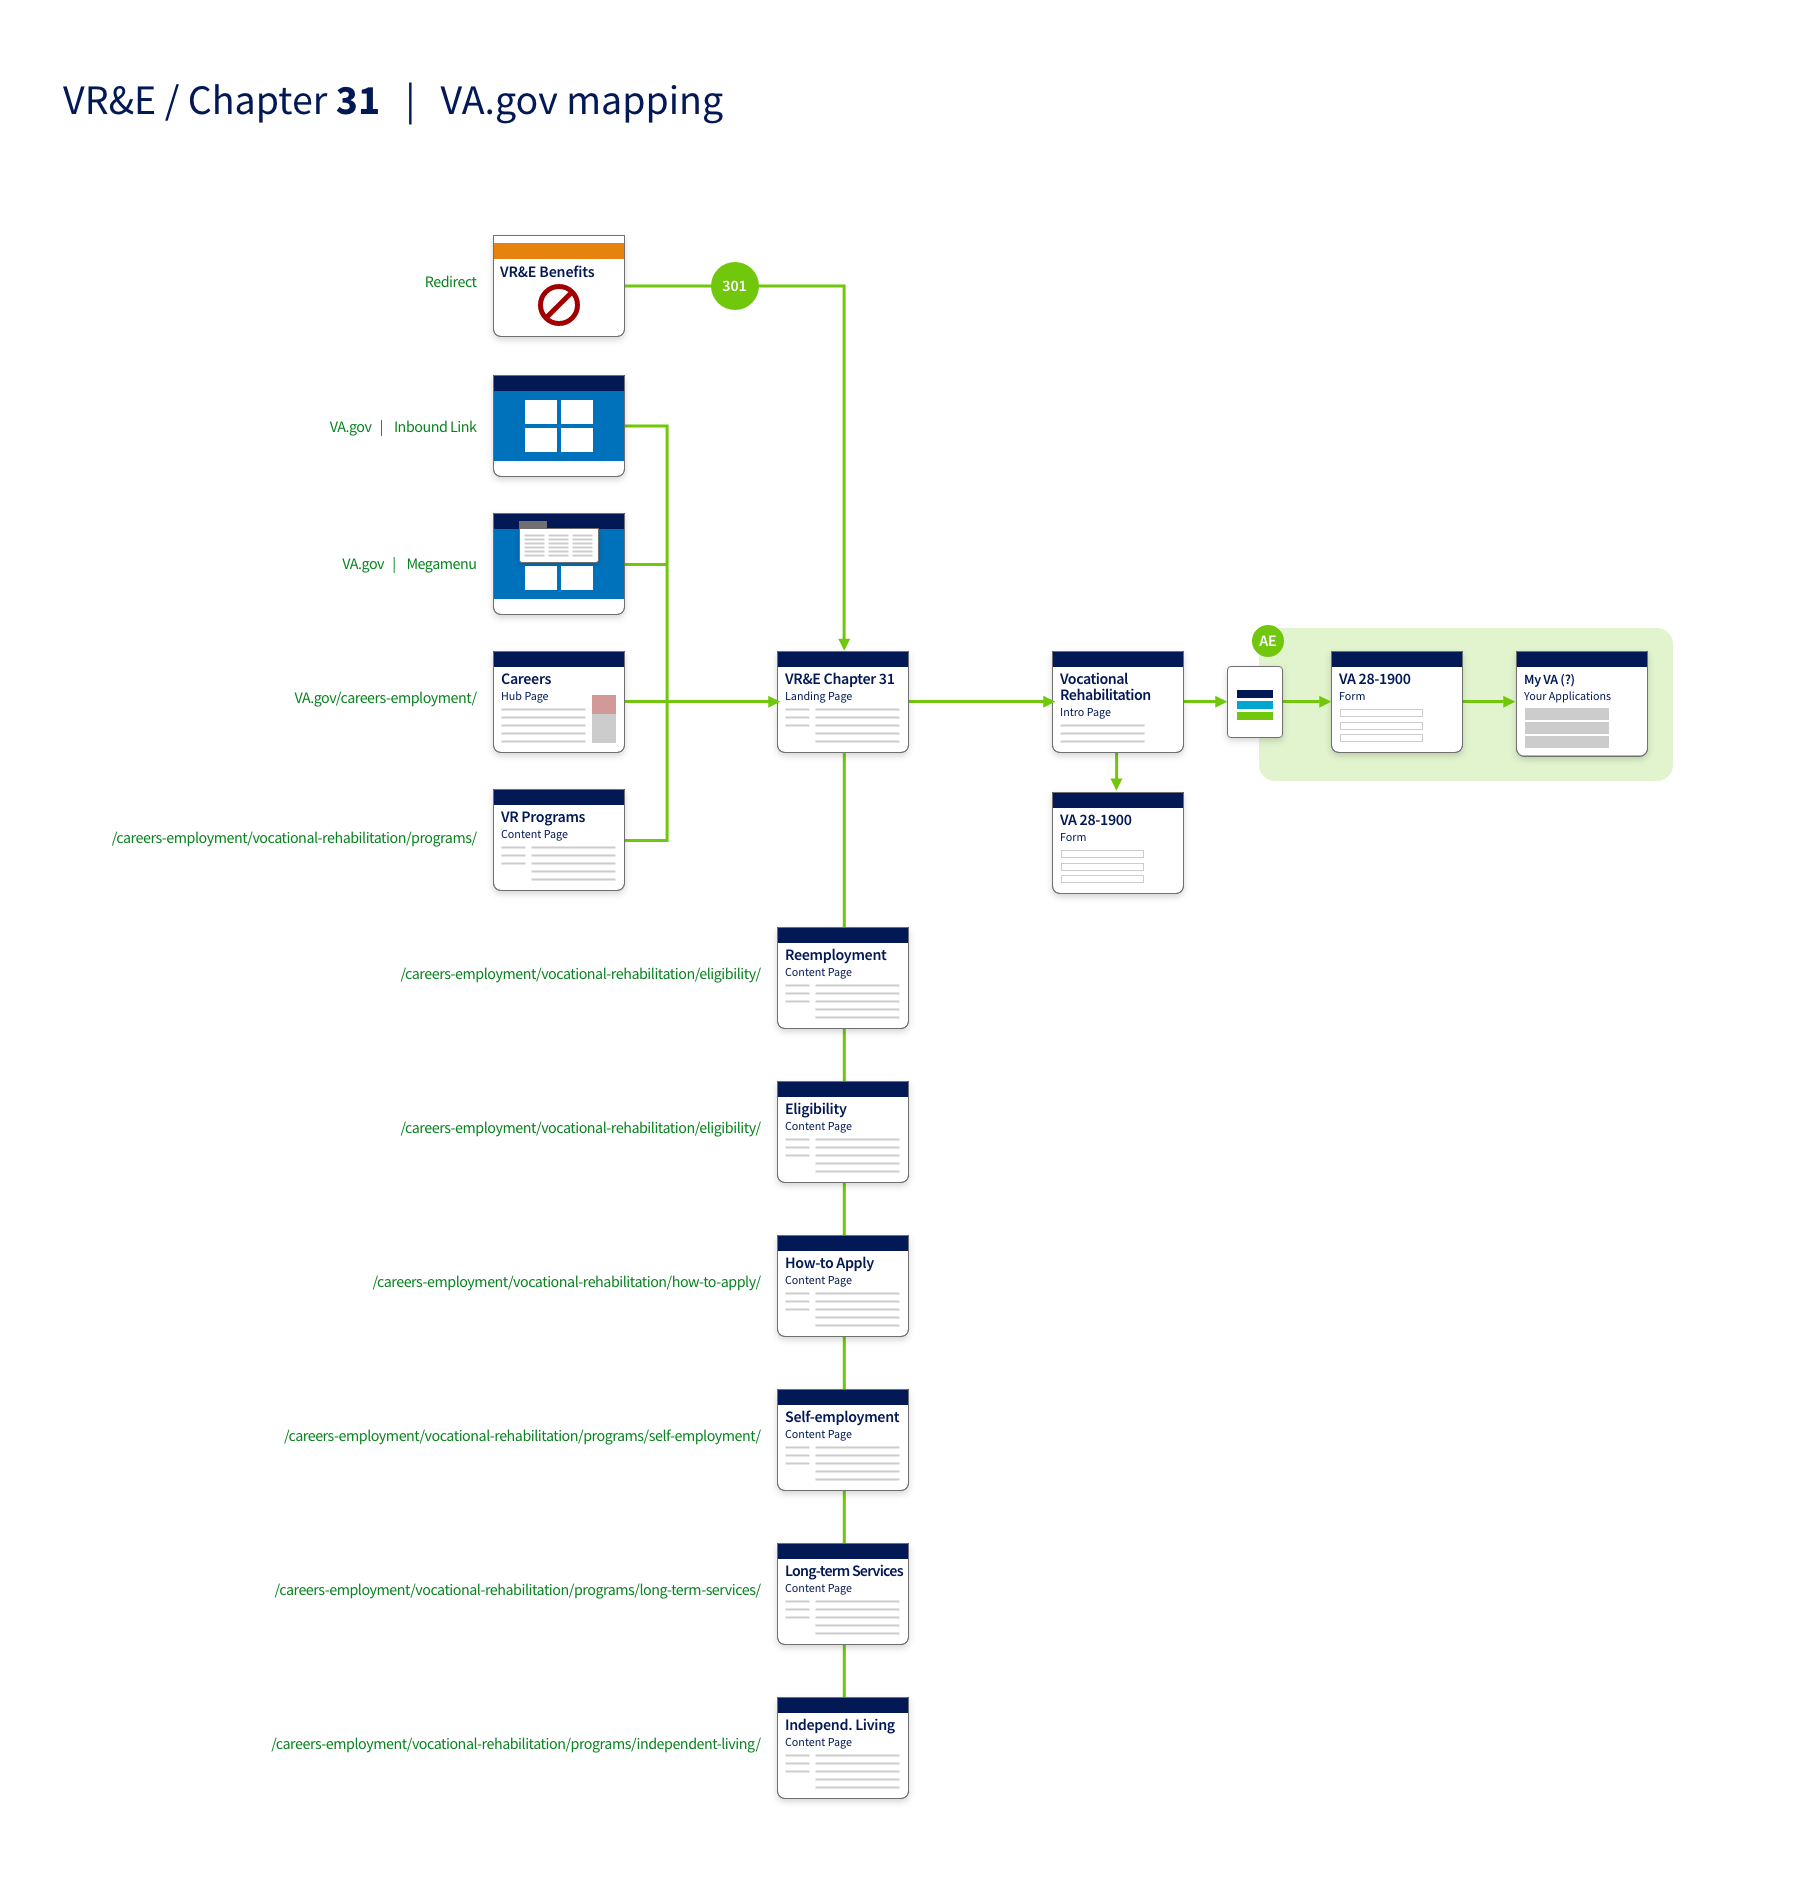 VR&E / Chapter 31 | VA.gov mapping
Redirect
VR&E Benefits
301
VA.gov | Inbound Link
VA.gov | Megamenu
VA.gov/careers-employment/
Careers
Hub Page
VR&E Chapter 31
Landing Page
Vocational
Rehabilitation
Intro Page
AE
VA 28-1900
Form
My VA (?)
Your Applications
/careers-employment/vocational-rehabilitation/programs/
VR Programs
Content Page
VA 28-1900
Form
/careers-employment/vocational-rehabilitation/eligibility/
Reemployment
Content Page
/careers-employment/vocational-rehabilitation/eligibility/
Eligibility
Content Page
/careers-employment/vocational-rehabilitation/how-to-apply/
How-to Apply
Content Page
/careers-employment/vocational-rehabilitation/programs/self-employment/
Self-employment
Content Page
/careers-employment/vocational-rehabilitation/programs/long-term-services/
Long-term Services
Content Page
/careers-employment/vocational-rehabilitation/programs/independent-living/
Independ. Living
Content Page